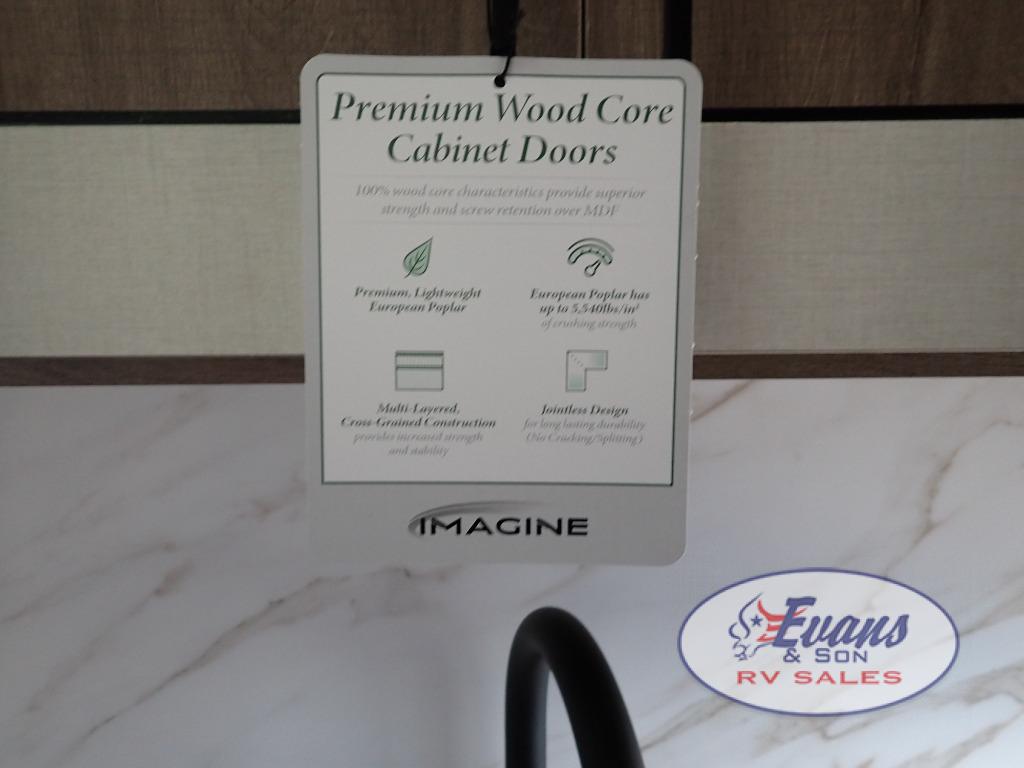 Premium Wood Core
Cabinet Doors
100% wood core characteristics provide superior
strength and screw retention over MDF
Premium, Lightweight
European Poplar
European Poplar has
up to 5,540lbs/in²
of crushing strength
Multi-Layered,
Cross-Grained Construction
provides increased strength
and stability
Jointless Design
for long lasting durability
(No Cracking/Splitting)
IMAGINE
Evans
& SON
RV SALES